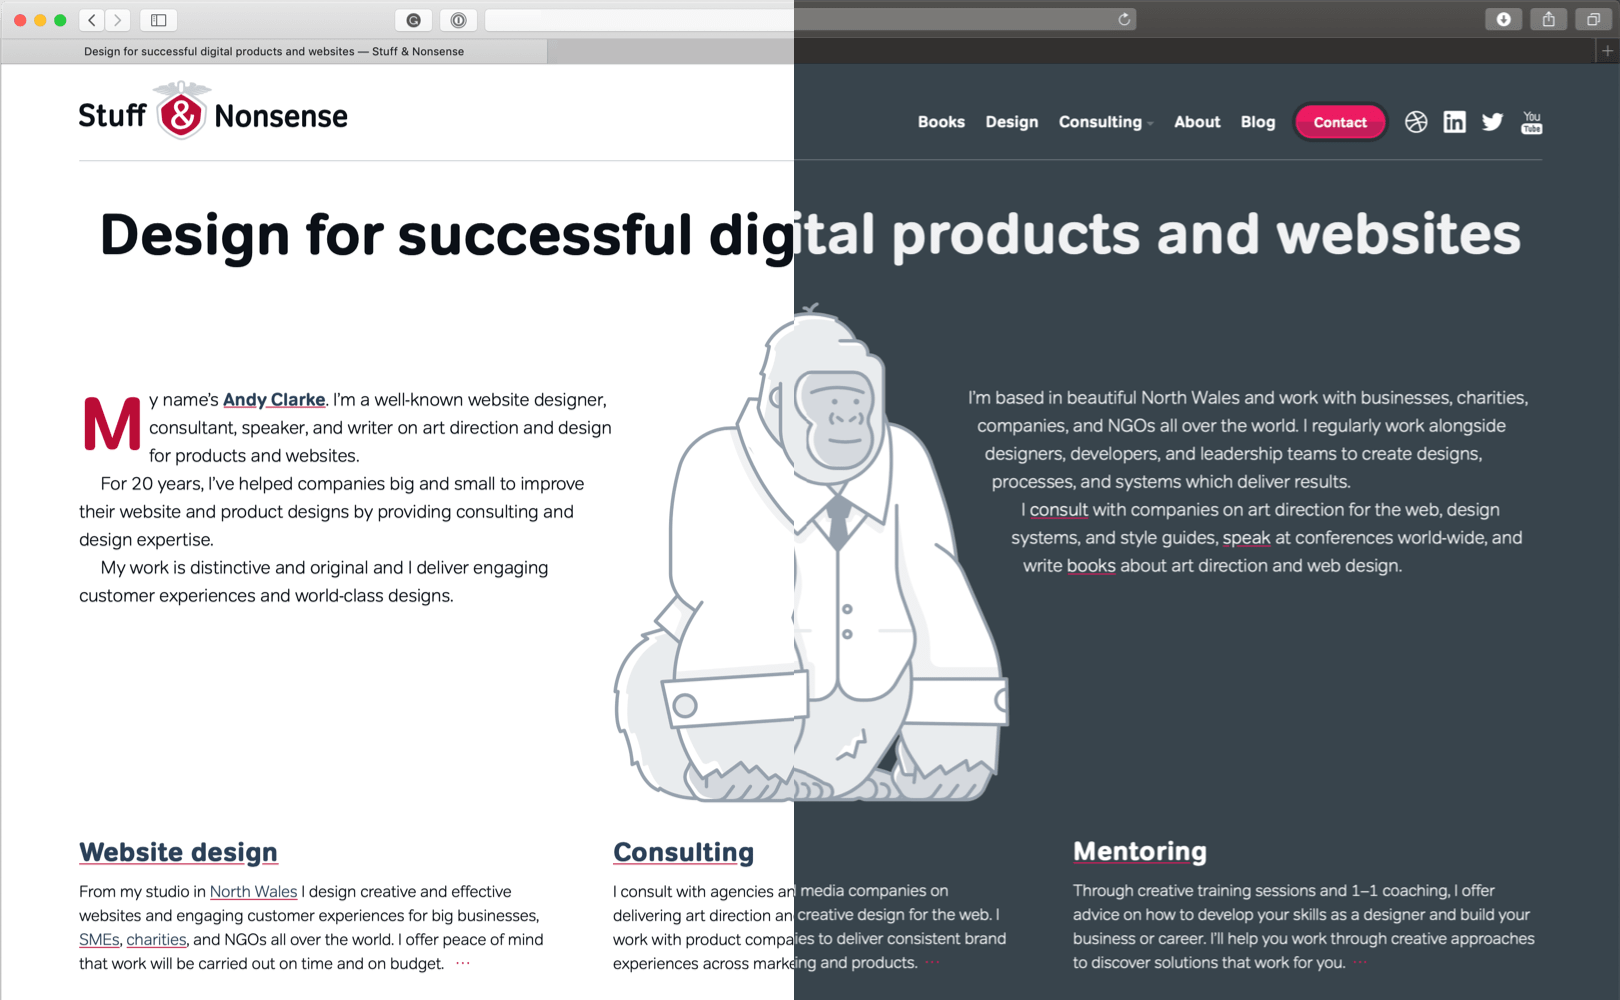 Design for successful digital products and websites — Stuff & Nonsense
Stuff & Nonsense
Books Design Consulting About Blog Contact You Tube
Design for successful digital products and websites
My name’s Andy Clarke. I’m a well-known website designer,
consultant, speaker, and writer on art direction and design
for products and websites.
For 20 years, I’ve helped companies big and small to improve
their website and product designs by providing consulting and
design expertise.
My work is distinctive and original and I deliver engaging
customer experiences and world-class designs.
I’m based in beautiful North Wales and work with businesses, charities,
companies, and NGOs all over the world. I regularly work alongside
designers, developers, and leadership teams to create designs,
processes, and systems which deliver results.
I consult with companies on art direction for the web, design
systems, and style guides, speak at conferences world-wide, and
write books about art direction and web design.
Website design
From my studio in North Wales I design creative and effective
websites and engaging customer experiences for big businesses,
SMEs, charities, and NGOs all over the world. I offer peace of mind
that work will be carried out on time and on budget. ···
Consulting
I consult with agencies an media companies on
delivering art direction an creative design for the web. I
work with product compaies to deliver consistent brand
experiences across marketing and products. ···
Mentoring
Through creative training sessions and 1–1 coaching, I offer
advice on how to develop your skills as a designer and build your
business or career. I’ll help you work through creative approaches
to discover solutions that work for you. ···